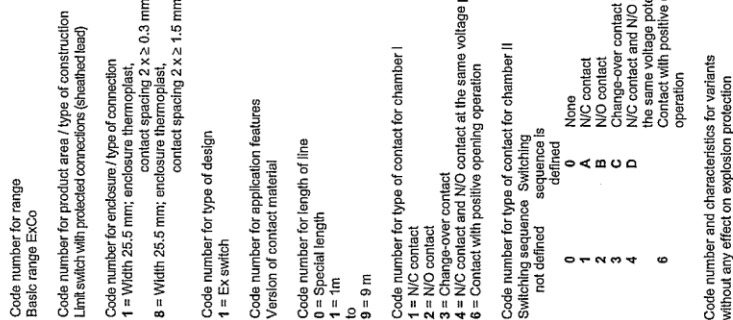 Code number for range
Basic range ExCo
Code number for product area / type of construction
Limit switch with protected connections (sheathed lead)
Code number for enclosure / type of connection
1 = Width 25.5 mm; enclosure thermoplast,
contact spacing 2 x ≥ 0.3 mm
8 = Width 25.5 mm; enclosure thermoplast,
contact spacing 2 x ≥ 1.5 mm
Code number for type of design
1 = Ex switch
Code number for application features
Version of contact material
Code number for length of line
0 = Special length
1 = 1m
to
9 = 9 m
Code number for type of contact for chamber I
1 = N/C contact
2 = N/O contact
3 = Change-over contact
4 = N/C contact and N/O contact at the same voltage
6 = Contact with positive opening operation
Code number for type of contact for chamber II
Switching sequence Switching
not defined sequence is
defined
0 0 None
1 A N/C contact
2 B N/O contact
3 C Change-over contact
4 D N/C contact and N/O
the same voltage
6 Contact with positive
operation
Code number and characteristics for variants
without any effect on explosion protection